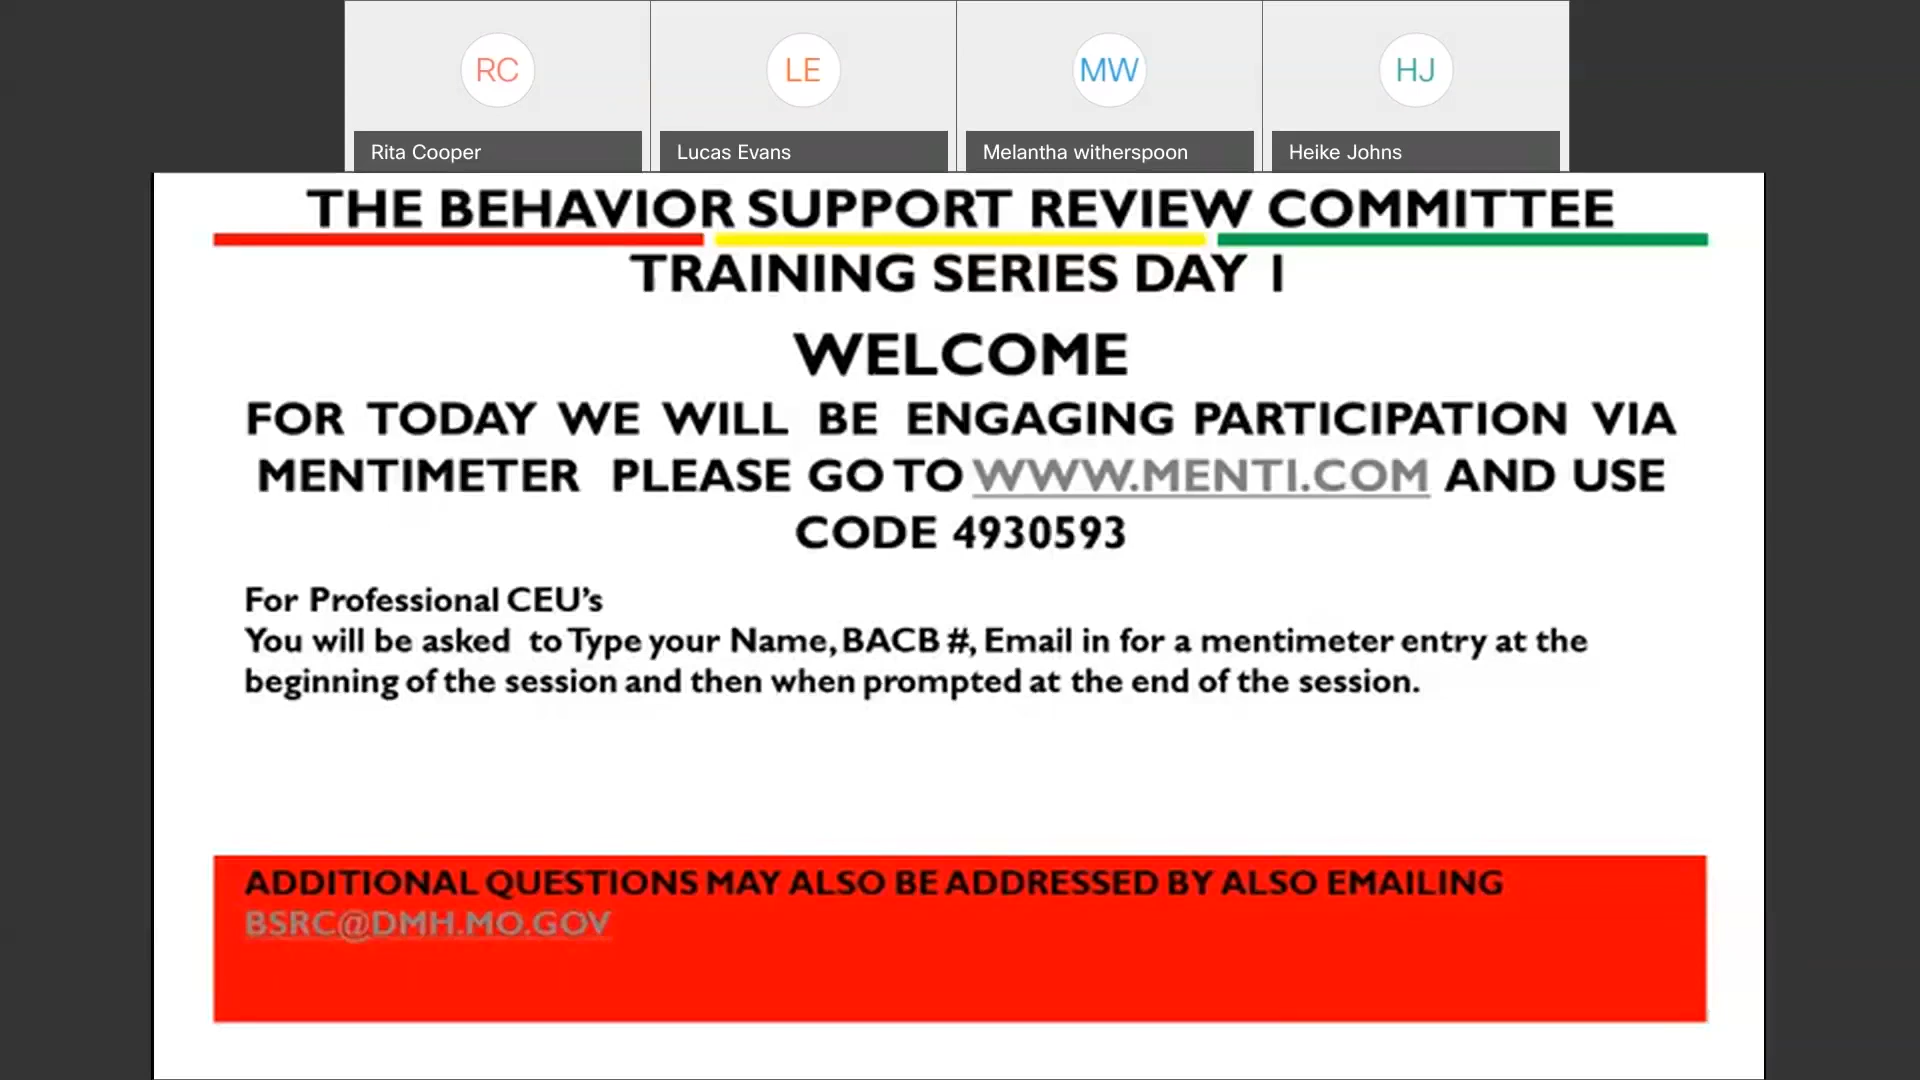 RC
LE
MW
HJ
Rita Cooper
Lucas Evans
Melantha witherspoon
Heike Johns
THE BEHAVIOR SUPPORT REVIEW COMMITTEE
TRAINING SERIES DAY 1
WELCOME
FOR TODAY WE WILL BE ENGAGING PARTICIPATION VIA
MENTIMETER PLEASE GO TO WWW.MENTI.COM AND USE
CODE 4930593
For Professional CEU’s
You will be asked to Type your Name, BACB #, Email in for a mentimeter entry at the
beginning of the session and then when prompted at the end of the session.
ADDITIONAL QUESTIONS MAY ALSO BE ADDRESSED BY ALSO EMAILING
BSRC@DMH.MO.GOV